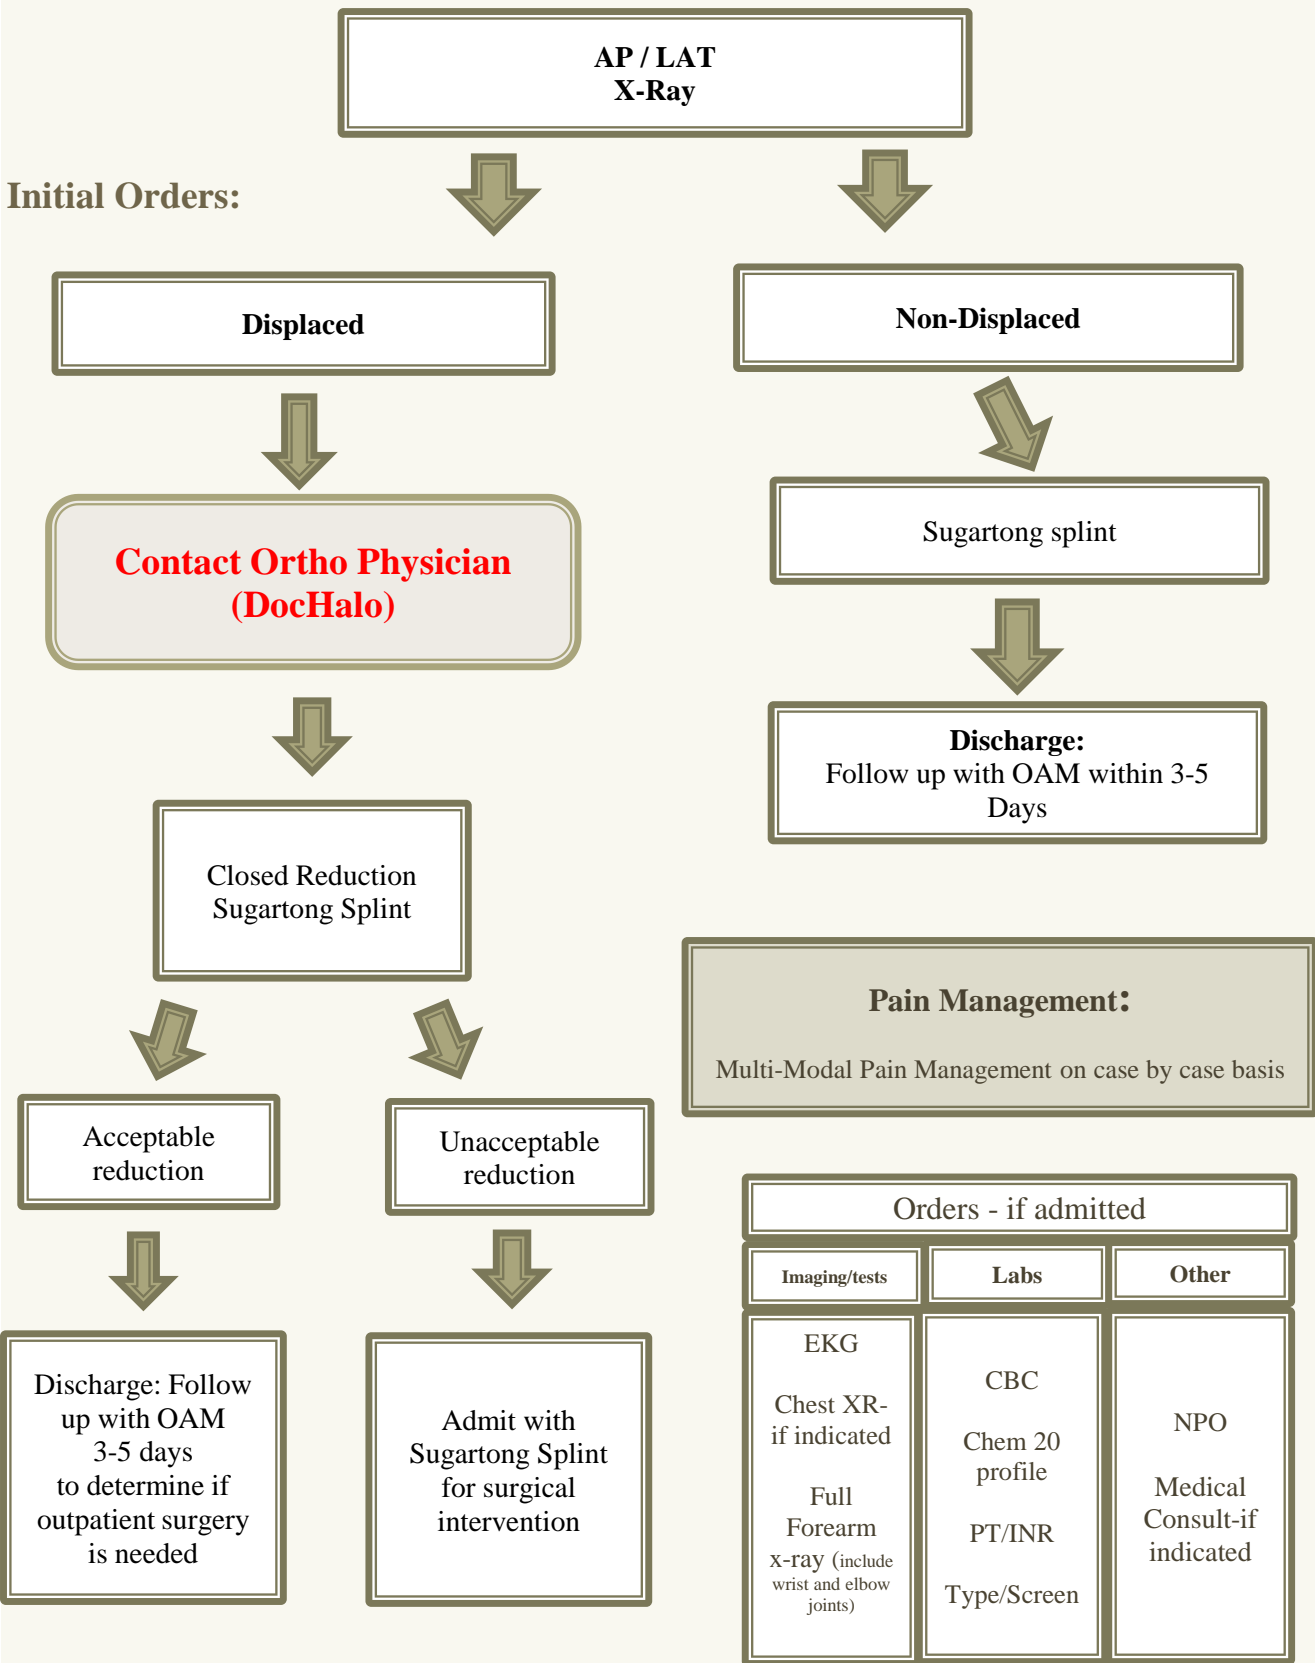 AP / LAT
X-Ray
Initial Orders:
Displaced
Non-Displaced
Contact Ortho Physician
(DocHalo)
Sugartong splint
Discharge:
Follow up with OAM within 3-5
Days
Closed Reduction
Sugartong Splint
Acceptable
reduction
Unacceptable
reduction
Discharge: Follow
up with OAM
3-5 days
to determine if
outpatient surgery
is needed
Admit with
Sugartong Splint
for surgical
intervention
Pain Management:
Multi-Modal Pain Management on case by case basis
Orders - if admitted
Imaging/tests
Labs
Other
EKG
Chest XR-
if indicated
Full
Forearm
x-ray (include
wrist and elbow
joints)
CBC
Chem 20
profile
PT/INR
Type/Screen
NPO
Medical
Consult-if
indicated